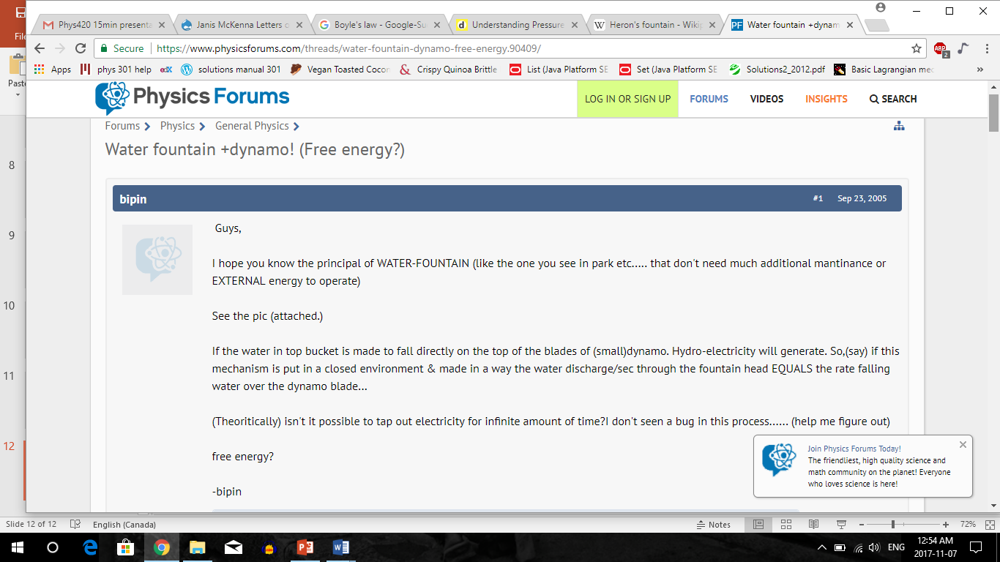 Phys420 15min presenta
Janis McKenna Letters o
Boyle's law - Google-Su
Understanding Pressure
Heron's fountain - Wikip
Water fountain +dynam
File
Secure
https://www.physicsforums.com/threads/water-fountain-dynamo-free-energy.90409/
ABP
2
Apps
phys 301 help
edX
solutions manual 301
Vegan Toasted Cocon
Crispy Quinoa Brittle
List (Java Platform SE
Set (Java Platform SE
Solutions2_2012.pdf
Basic Lagrangian mec
»
Paste
Physics Forums
LOG IN OR SIGN UP
FORUMS
VIDEOS
INSIGHTS
SEARCH
Forums
Physics
General Physics
Water fountain +dynamo! (Free energy?)
8
9
10
11
12
bipin
#1
Sep 23, 2005
Guys,
I hope you know the principal of WATER-FOUNTAIN (like the one you see in park etc..... that don't need much additional mantinance or
EXTERNAL energy to operate)
See the pic (attached.)
If the water in top bucket is made to fall directly on the top of the blades of (small)dynamo. Hydro-electricity will generate. So,(say) if this
mechanism is put in a closed environment & made in a way the water discharge/sec through the fountain head EQUALS the rate falling
water over the dynamo blade...
(Theoritically) isn't it possible to tap out electricity for infinite amount of time?I don't seen a bug in this process...... (help me figure out)
free energy?
-bipin
Join Physics Forums Today!
The friendliest, high quality science and
math community on the planet! Everyone
who loves science is here!
Slide 12 of 12
English (Canada)
Notes
72%
ENG
12:54 AM
2017-11-07